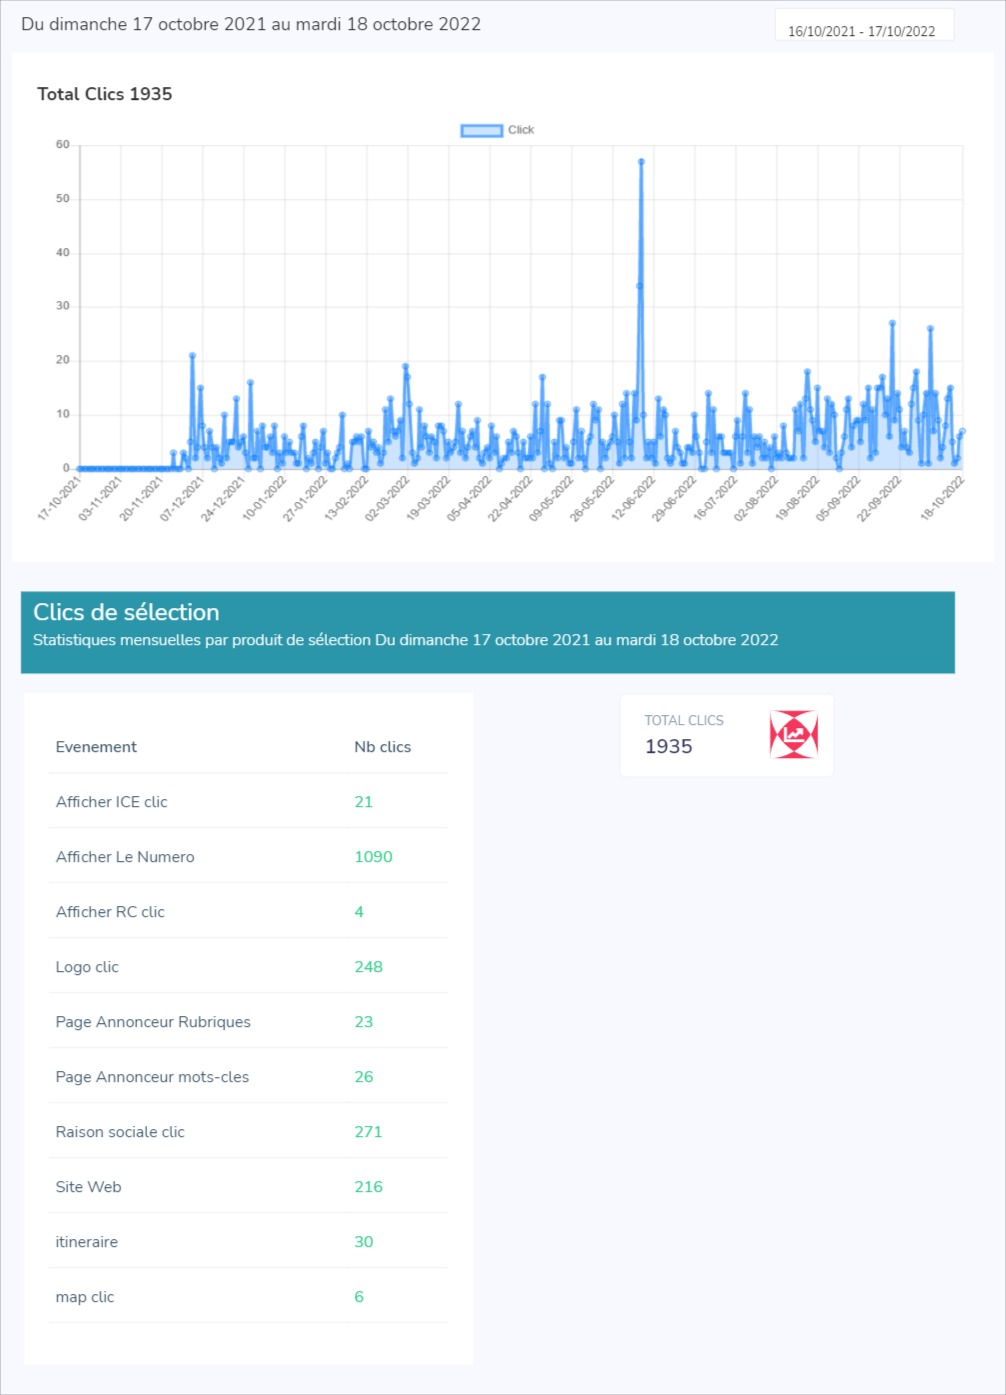 Du dimanche 17 octobre 2021 au mardi 18 octobre 2022
16/10/2021 - 17/10/2022
Total Clics 1935
Click
60
50
40
30
20
10
0
17-10-2021
03-11-2021
20-11-2021
07-12-2021
24-12-2021
10-01-2022
27-01-2022
13-02-2022
02-03-2022
19-03-2022
05-04-2022
22-04-2022
09-05-2022
26-05-2022
12-06-2022
29-06-2022
16-07-2022
02-08-2022
19-08-2022
05-09-2022
22-09-2022
18-10-2022
Clics de sélection
Statistiques mensuelles par produit de sélection Du dimanche 17 octobre 2021 au mardi 18 octobre 2022
Evenement Nb clics
Afficher ICE clic 21
Afficher Le Numero 1090
Afficher RC clic 4
Logo clic 248
Page Annonceur Rubriques 23
Page Annonceur mots-cles 26
Raison sociale clic 271
Site Web 216
itineraire 30
map clic 6
TOTAL CLICS
1935